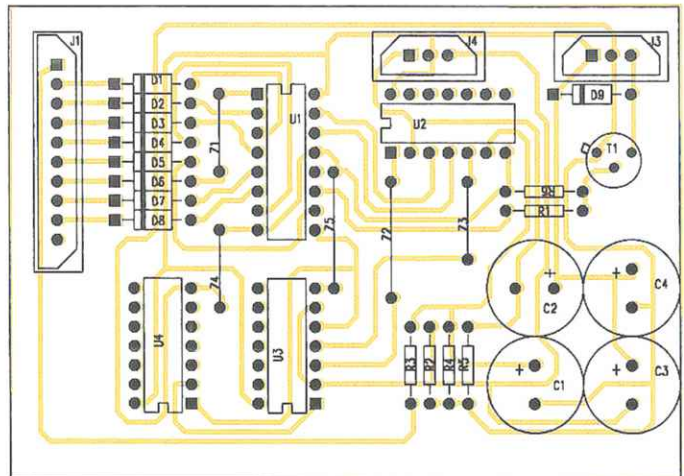 J1
J4
J3
D1
D2
D3
D4
D5
D6
D7
D8
Z1
U1
U2
D9
T1
R6
R1
Z5
Z2
Z3
Z4
C2
C4
U4
U3
R3
R2
R4
R5
C1
C3
+
+
+
+